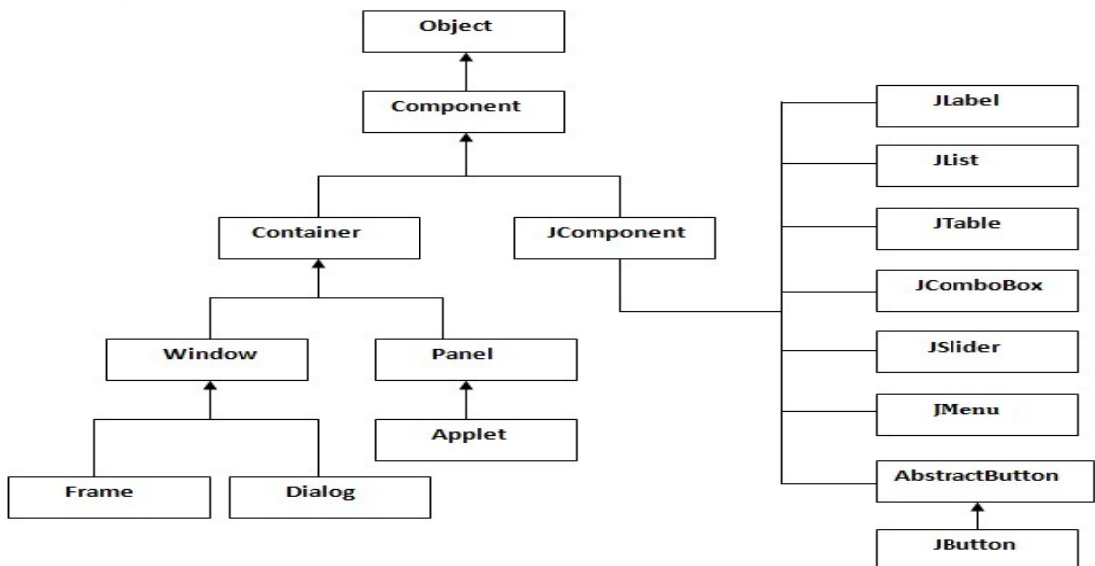 Object
Component
Container
JComponent
Window
Panel
Applet
Frame
Dialog
JLabel
JList
JTable
JComboBox
JSlider
JMenu
AbstractButton
JButton